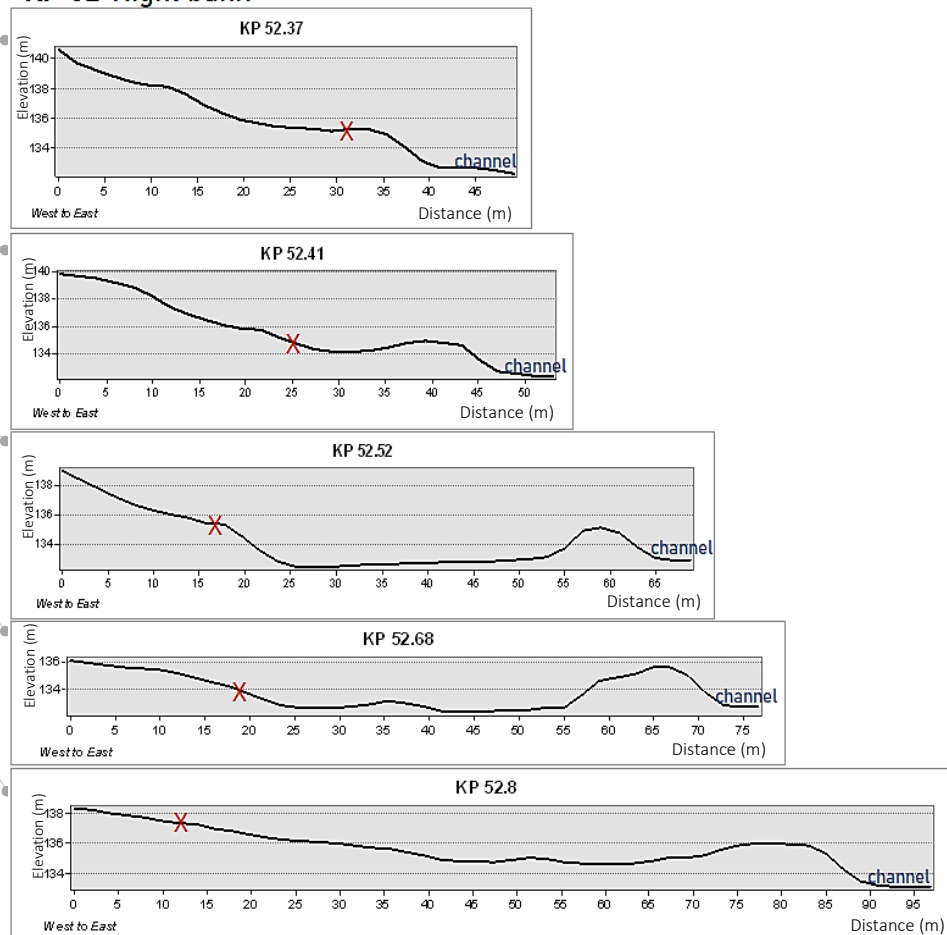 KP 52.37
Elevation (m)
140
138
136
134
channel
0 5 10 15 20 25 30 35 40 45
West to East
Distance (m)
KP 52.41
Elevation (m)
140
138
136
134
channel
0 5 10 15 20 25 30 35 40 45 50
West to East
Distance (m)
KP 52.52
Elevation (m)
138
136
134
channel
0 5 10 15 20 25 30 35 40 45 50 55 60 65
West to East
Distance (m)
KP 52.68
Elevation (m)
136
134
channel
0 5 10 15 20 25 30 35 40 45 50 55 60 65 70 75
West to East
Distance (m)
KP 52.8
Elevation (m)
138
136
134
channel
0 5 10 15 20 25 30 35 40 45 50 55 60 65 70 75 80 85 90 95
West to East
Distance (m)